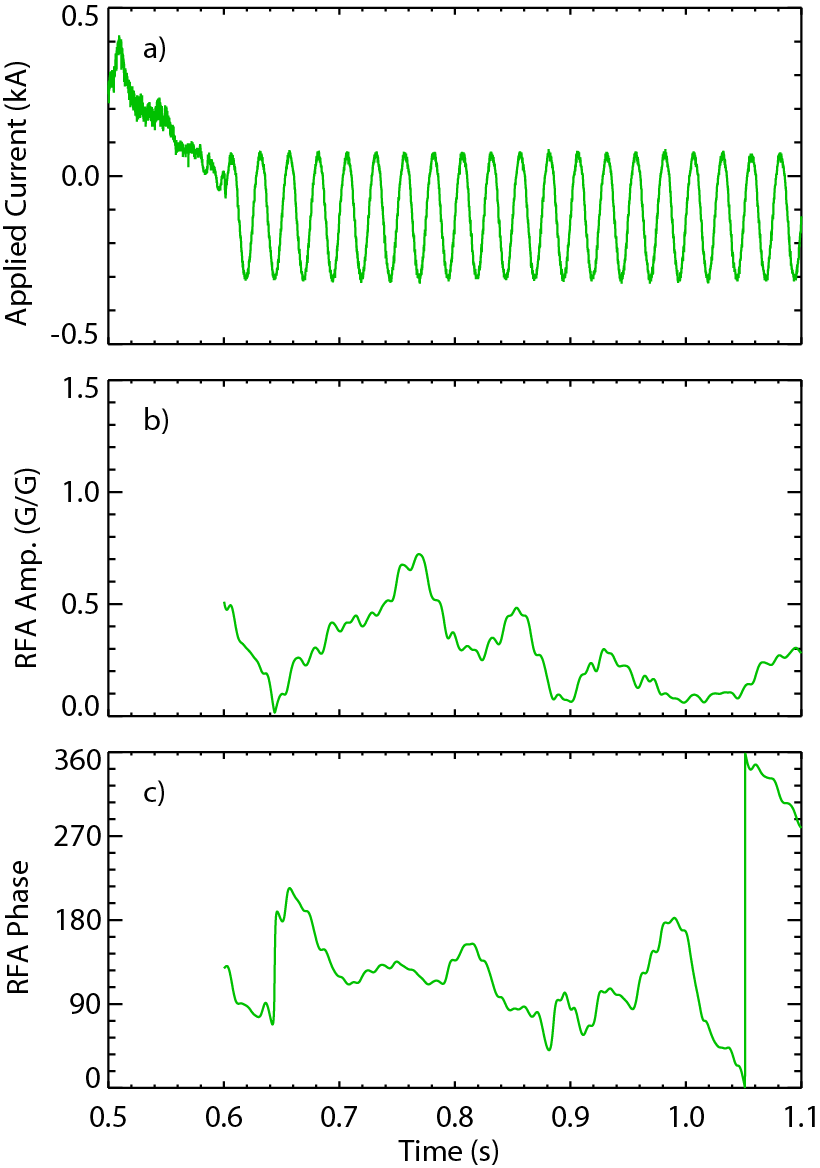 0.5
a)
0.0
-0.5
Applied Current (kA)
1.5
b)
1.0
0.5
0.0
RFA Amp. (G/G)
360
c)
270
180
90
0
RFA Phase
0.5 0.6 0.7 0.8 0.9 1.0 1.1
Time (s)